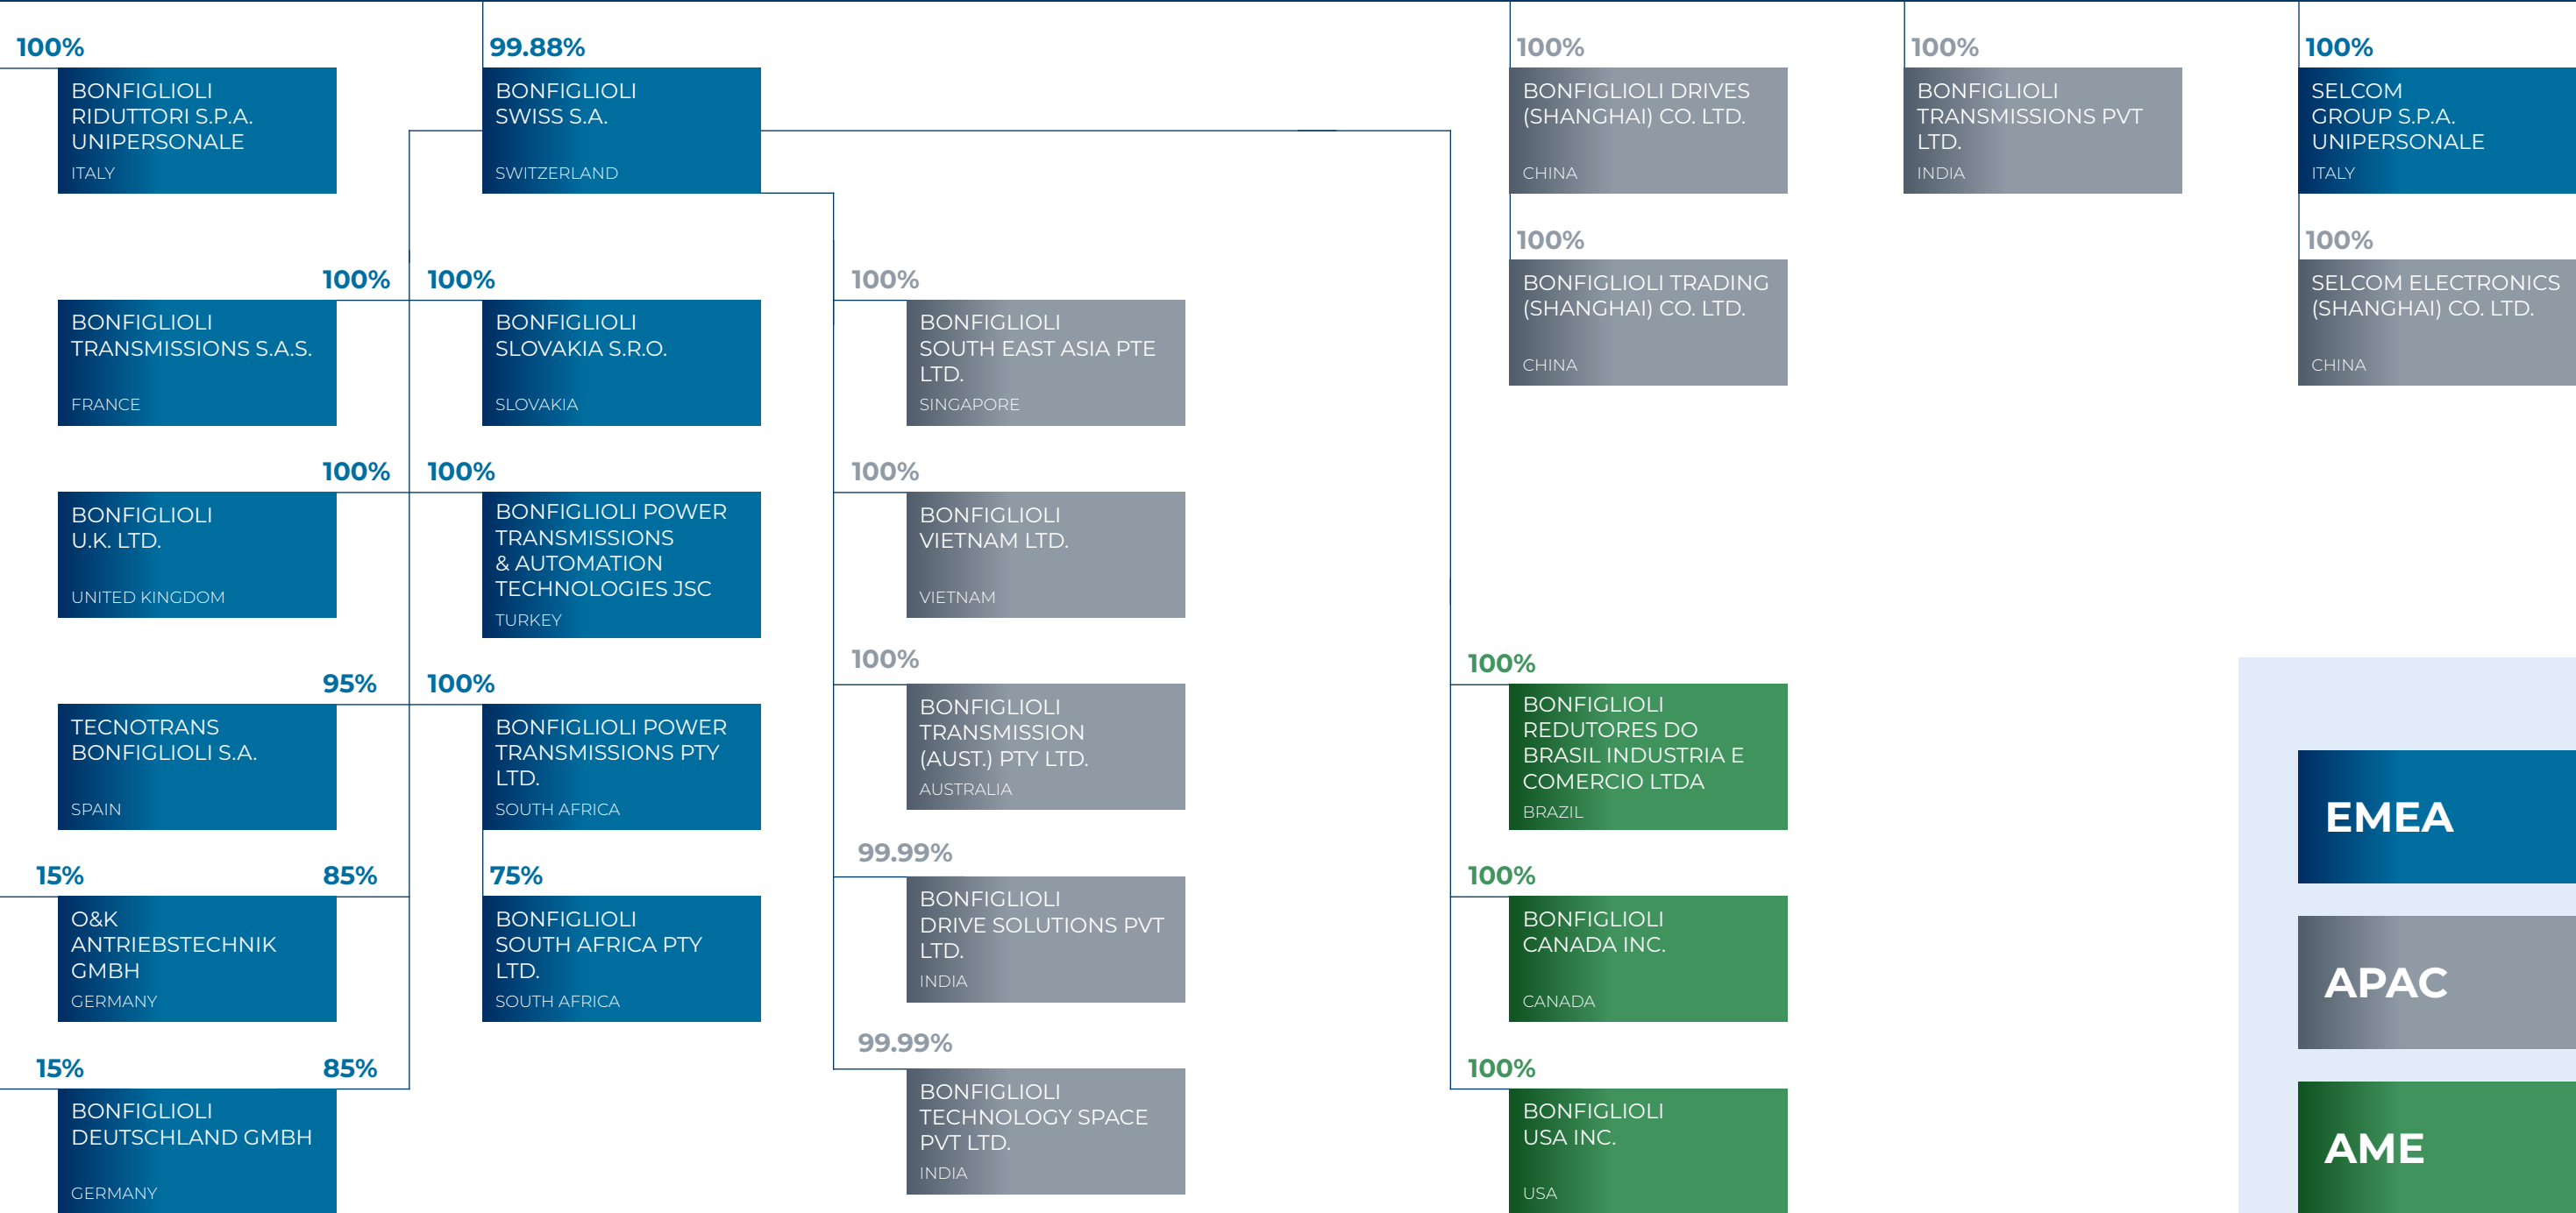 100%
BONFIGLIOLI
RIDUTTORI S.P.A.
UNIPERSONALE
ITALY
99.88%
BONFIGLIOLI
SWISS S.A.
SWITZERLAND
100%
BONFIGLIOLI DRIVES
(SHANGHAI) CO. LTD.
CHINA
100%
BONFIGLIOLI
TRANSMISSIONS PVT
LTD.
INDIA
100%
SELCOM
GROUP S.P.A.
UNIPERSONALE
ITALY
100%
BONFIGLIOLI TRADING
(SHANGHAI) CO. LTD.
CHINA
100%
SELCOM ELECTRONICS
(SHANGHAI) CO. LTD.
CHINA
100%
BONFIGLIOLI
TRANSMISSIONS S.A.S.
FRANCE
100%
BONFIGLIOLI
SLOVAKIA S.R.O.
SLOVAKIA
100%
BONFIGLIOLI
SOUTH EAST ASIA PTE
LTD.
SINGAPORE
100%
BONFIGLIOLI
U.K. LTD.
UNITED KINGDOM
100%
BONFIGLIOLI POWER
TRANSMISSIONS
& AUTOMATION
TECHNOLOGIES JSC
TURKEY
100%
BONFIGLIOLI
VIETNAM LTD.
VIETNAM
95%
TECNOTRANS
BONFIGLIOLI S.A.
SPAIN
100%
BONFIGLIOLI POWER
TRANSMISSIONS PTY
LTD.
SOUTH AFRICA
100%
BONFIGLIOLI
TRANSMISSION
(AUST.) PTY LTD.
AUSTRALIA
100%
BONFIGLIOLI
REDUTORES DO
BRASIL INDUSTRIA E
COMERCIO LTDA
BRAZIL
15%
85%
O&K
ANTRIEBSTECHNIK
GMBH
GERMANY
75%
BONFIGLIOLI
SOUTH AFRICA PTY
LTD.
SOUTH AFRICA
99.99%
BONFIGLIOLI
DRIVE SOLUTIONS PVT
LTD.
INDIA
100%
BONFIGLIOLI
CANADA INC.
CANADA
15%
85%
BONFIGLIOLI
DEUTSCHLAND GMBH
GERMANY
99.99%
BONFIGLIOLI
TECHNOLOGY SPACE
PVT LTD.
INDIA
100%
BONFIGLIOLI
USA INC.
USA
EMEA
APAC
AME